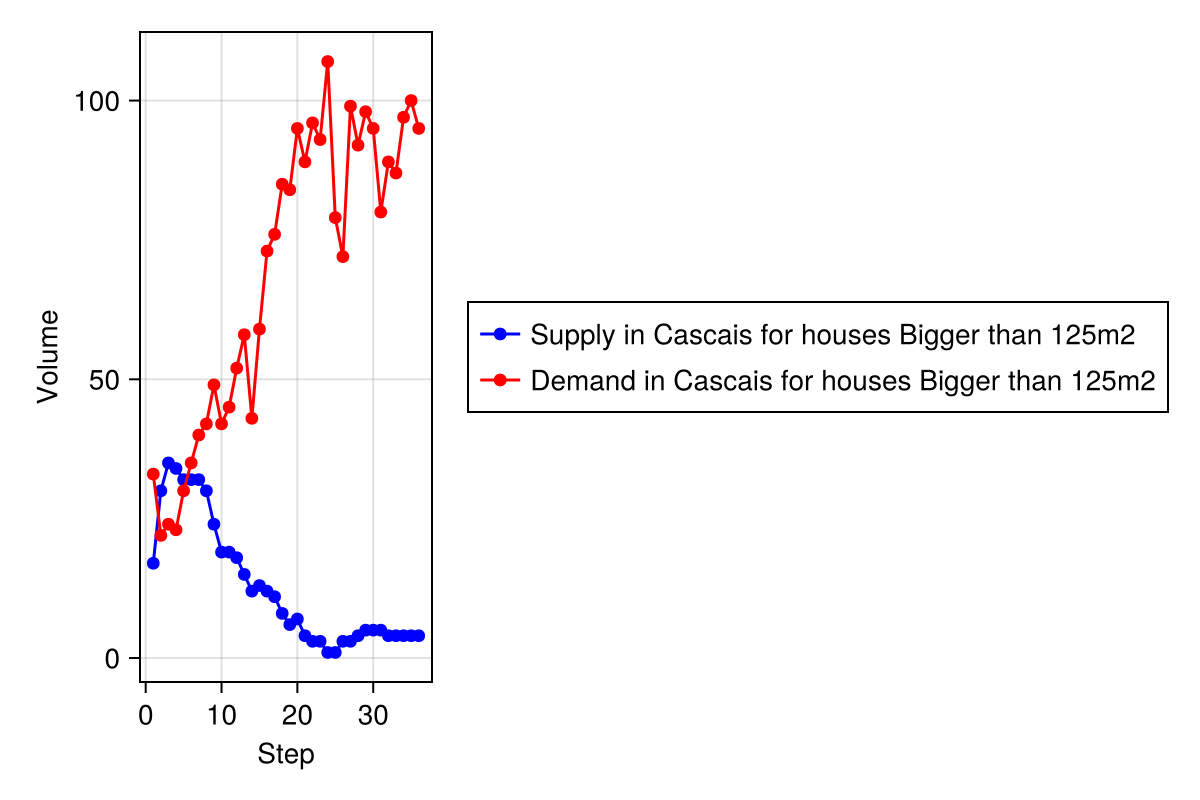 100
50
0
Volume
0 10 20 30
Step
Supply in Cascais for houses Bigger than 125m2
Demand in Cascais for houses Bigger than 125m2